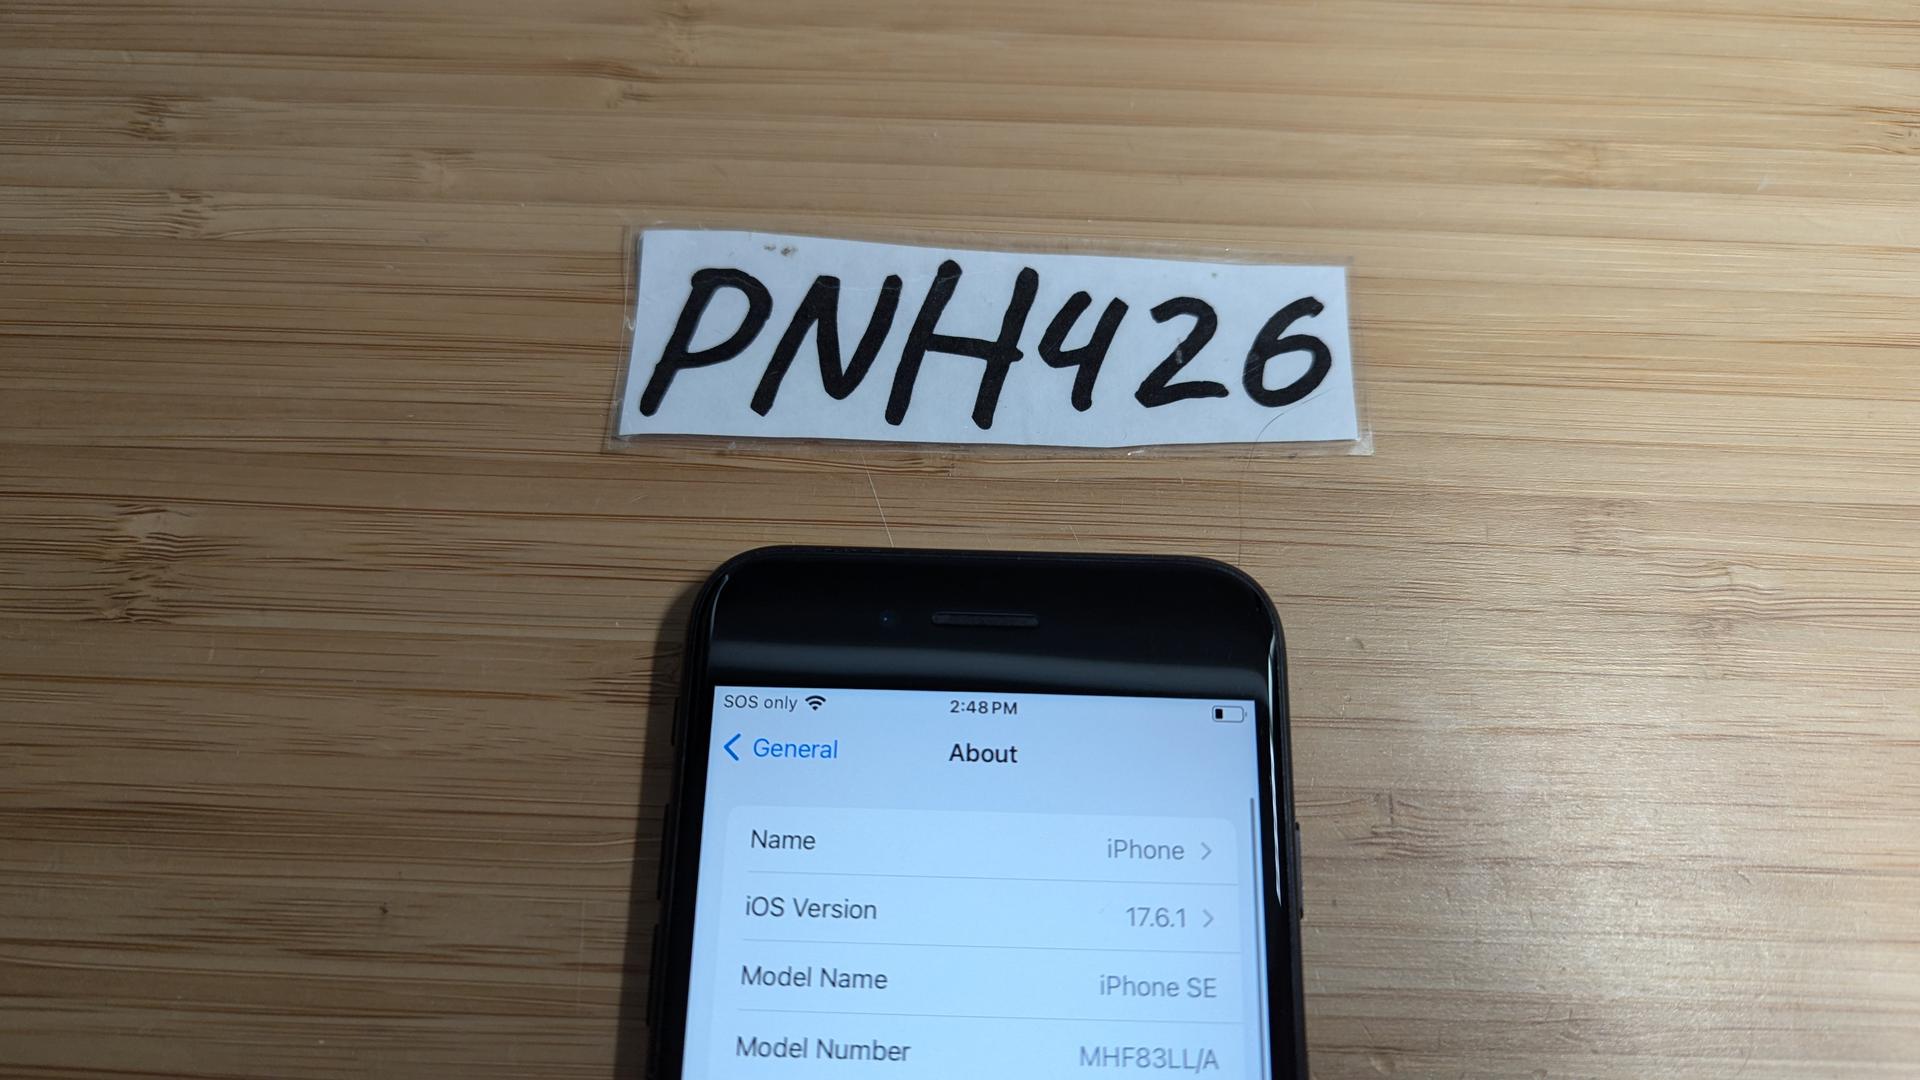 PNH426
SOS only 2:48 PM
General About
Name iPhone
iOS Version 17.6.1
Model Name iPhone SE
Model Number MHF83LL/A